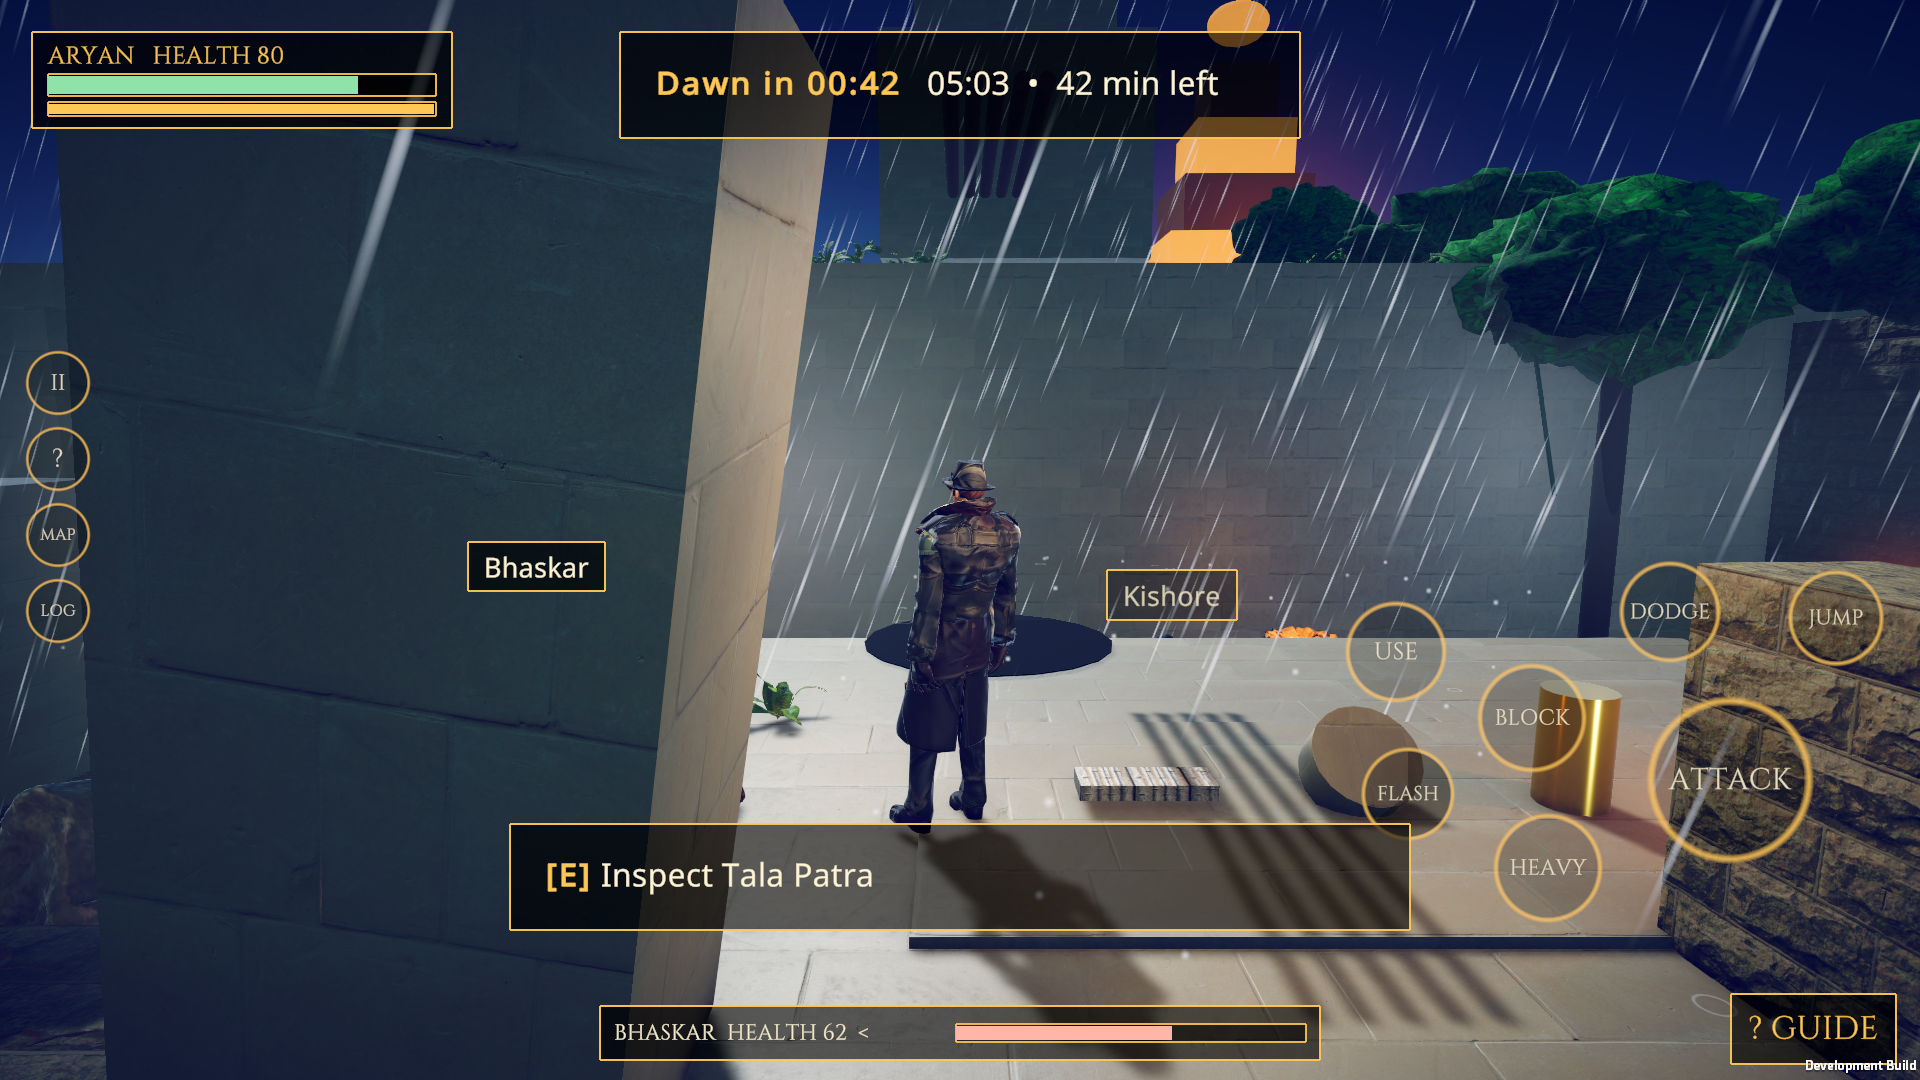 ARYAN HEALTH 80
Dawn in 00:42 05:03 • 42 min left
II
?
MAP
LOG
Bhaskar
Kishore
USE
DODGE
JUMP
BLOCK
FLASH
ATTACK
HEAVY
[E] Inspect Tala Patra
BHASKAR HEALTH 62 <
? GUIDE
Development Build